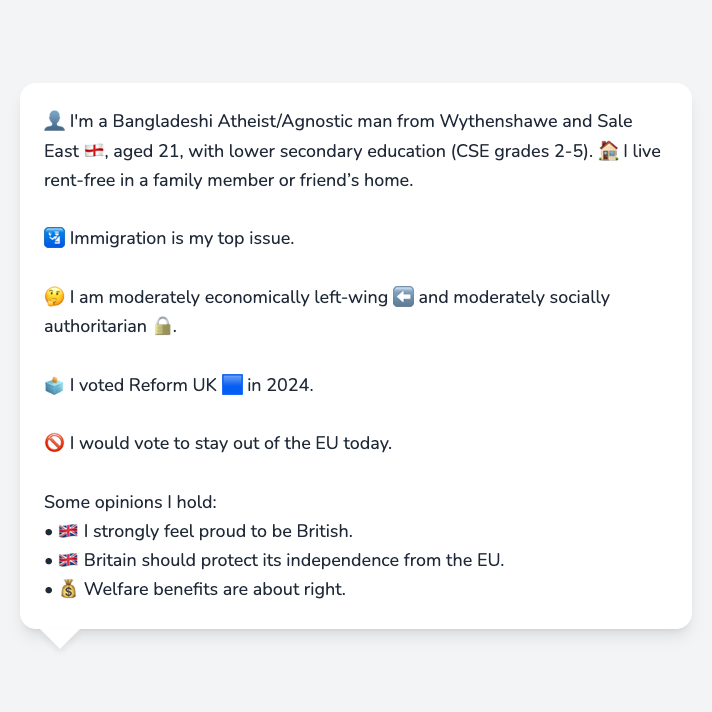 👤 I'm a Bangladeshi Atheist/Agnostic man from Wythenshawe and Sale
East 🏴󠁧󠁢󠁥󠁮󠁧󠁿, aged 21, with lower secondary education (CSE grades 2-5). 🏠 I live
rent-free in a family member or friend’s home.
🛂 Immigration is my top issue.
🤔 I am moderately economically left-wing ⬅️ and moderately socially
authoritarian 🔒.
🗳️ I voted Reform UK 🟦 in 2024.
🚫 I would vote to stay out of the EU today.
Some opinions I hold:
• 🇬🇧 I strongly feel proud to be British.
• 🇬🇧 Britain should protect its independence from the EU.
• 💰 Welfare benefits are about right.